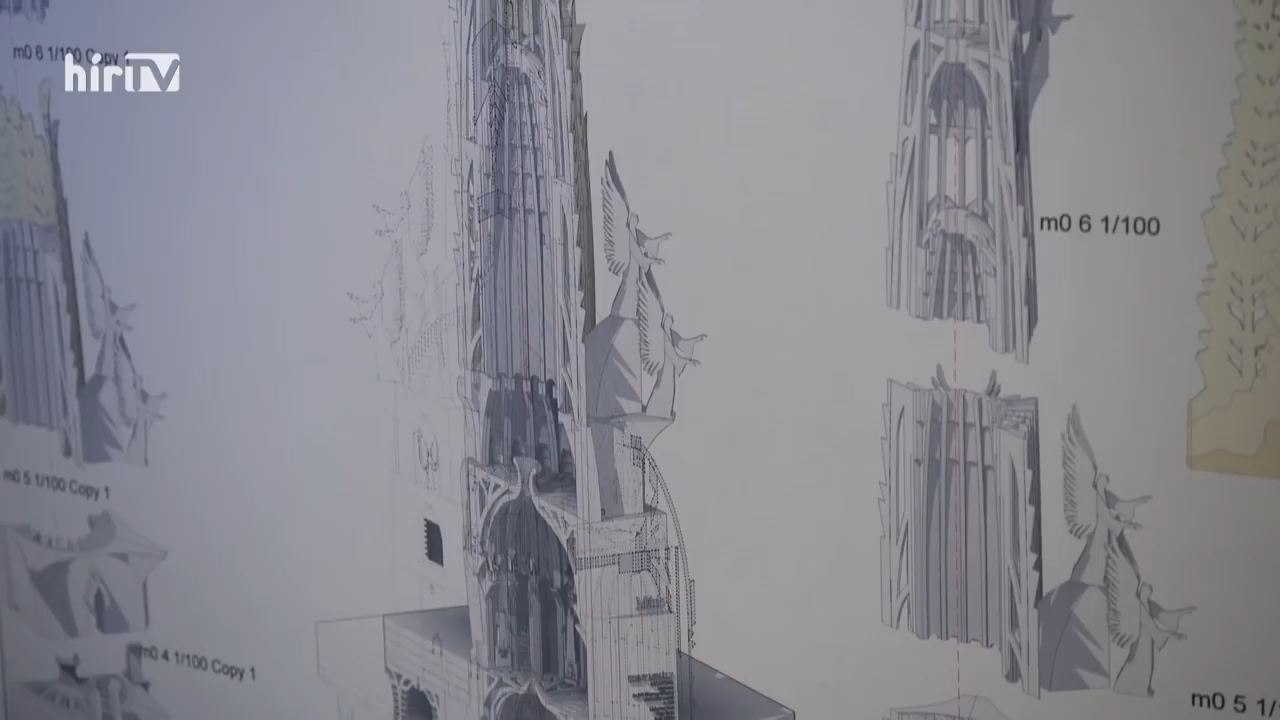 m0 6 1/100 Copy 1
hírTV
m0 6 1/100
m0 5 1/100 Copy 1
m0 4 1/100 Copy 1
m0 5 1/